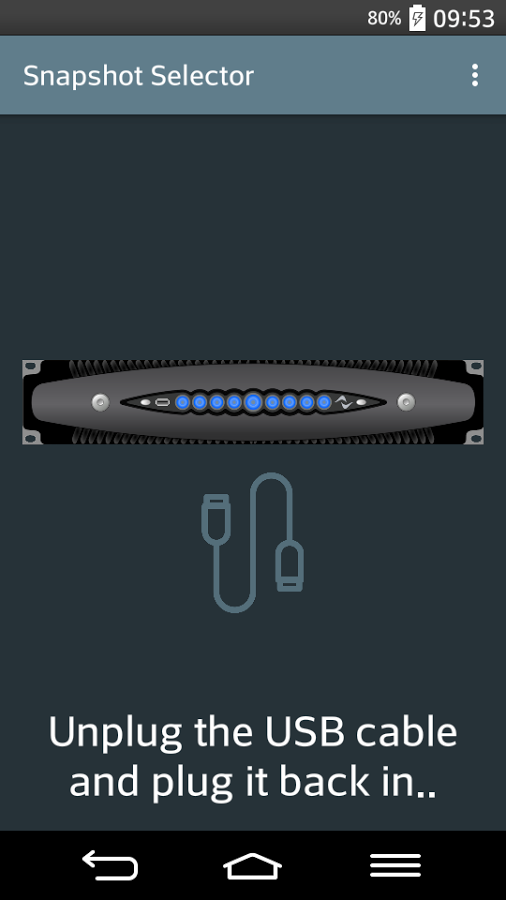 80% 09:53
Snapshot Selector
Unplug the USB cable
and plug it back in..